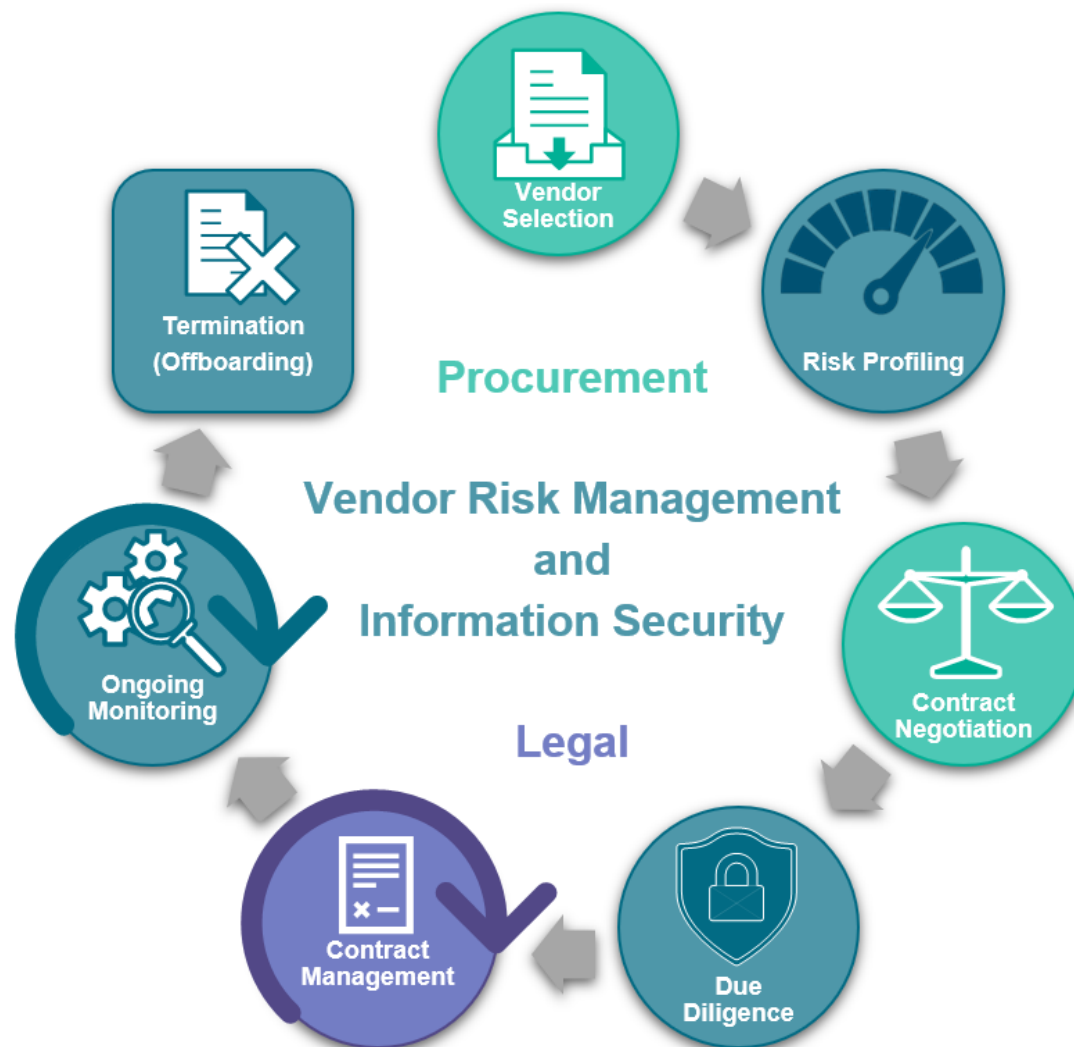 Vendor
Selection
Risk Profiling
Contract
Negotiation
Due
Diligence
Contract
Management
Ongoing
Monitoring
Termination
(Offboarding)
Procurement
Vendor Risk Management
and
Information Security
Legal